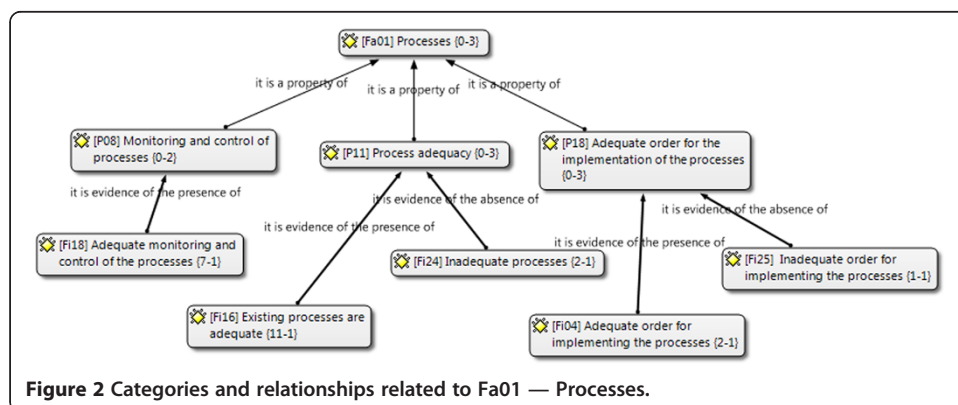 [Fa01] Processes {0-3}
it is a property of
it is a property of
it is a property of
[P08] Monitoring and control of
processes {0-2}
[P11] Process adequacy {0-3}
[P18] Adequate order for the
implementation of the processes
{0-3}
it is evidence of the presence of
it is evidence of the absence of
it is evidence of the absence of
it is evidence of the presence of
it is evidence of the presence of
[Fi18] Adequate monitoring and
control of the processes {7-1}
[Fi24] Inadequate processes {2-1}
[Fi25] Inadequate order for
implementing the processes {1-1}
[Fi16] Existing processes are
adequate {11-1}
[Fi04] Adequate order for
implementing the processes {2-1}
Figure 2 Categories and relationships related to Fa01 — Processes.